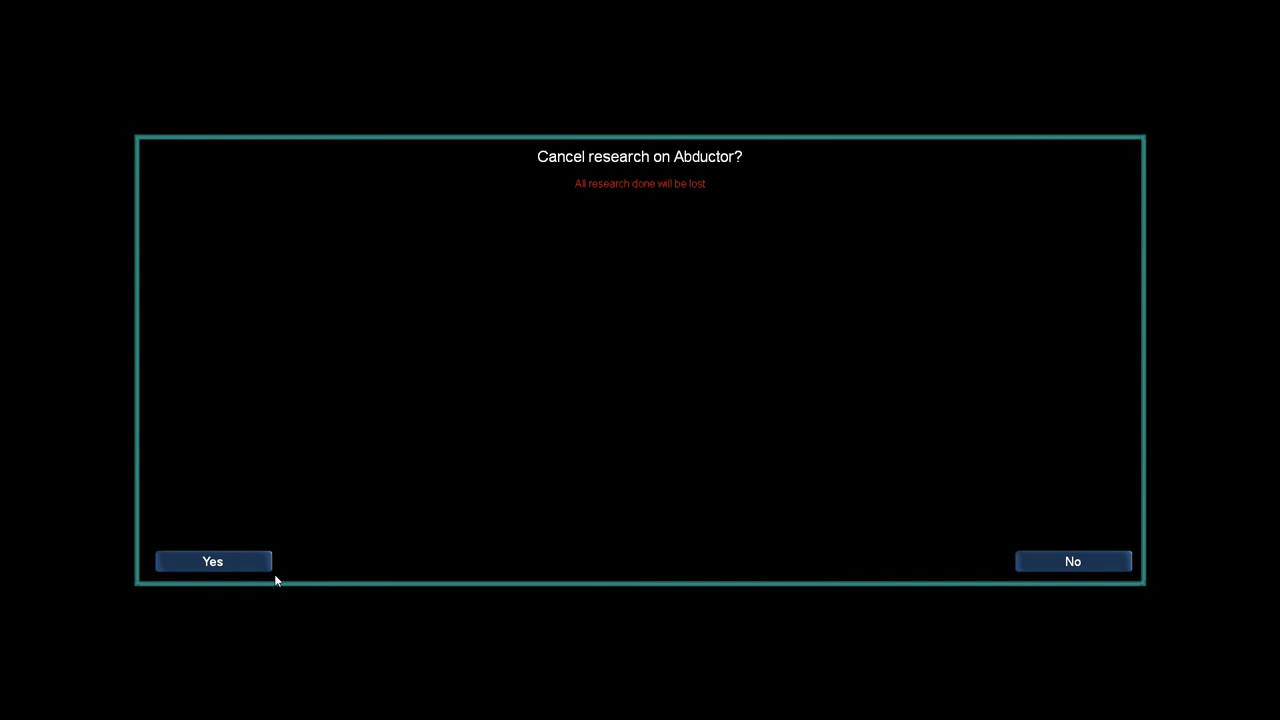 Cancel research on Abductor?
All research done will be lost
Yes
No